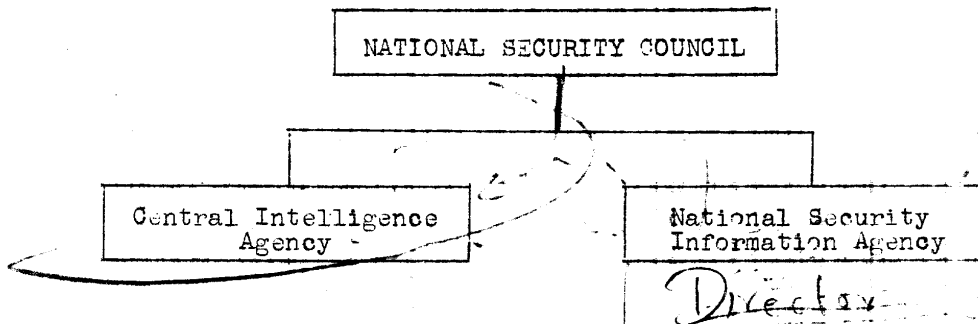 NATIONAL SECURITY COUNCIL
Central Intelligence
Agency
National Security
Information Agency
Director